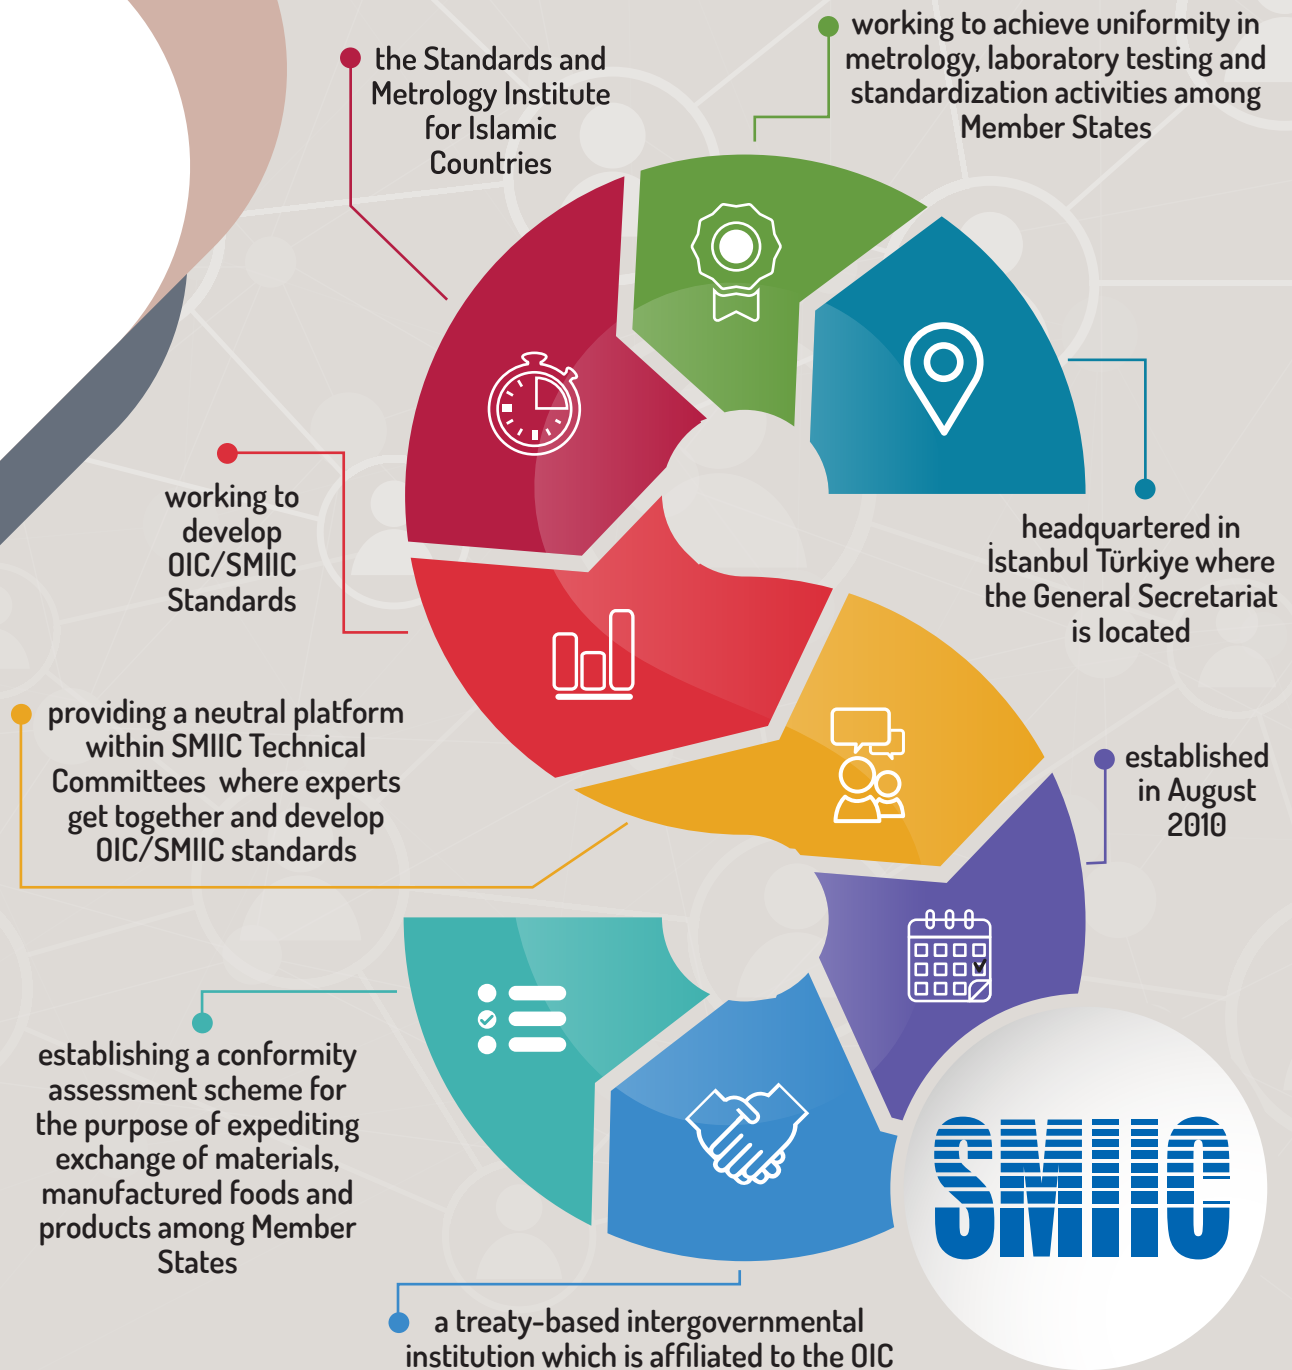 the Standards and
Metrology Institute
for Islamic
Countries
working to achieve uniformity in
metrology, laboratory testing and
standardization activities among
Member States
headquartered in
İstanbul Türkiye where
the General Secretariat
is located
working to
develop
OIC/SMIIC
Standards
providing a neutral platform
within SMIIC Technical
Committees where experts
get together and develop
OIC/SMIIC standards
established
in August
2010
establishing a conformity
assessment scheme for
the purpose of expediting
exchange of materials,
manufactured foods and
products among Member
States
SMIIC
a treaty-based intergovernmental
institution which is affiliated to the OIC